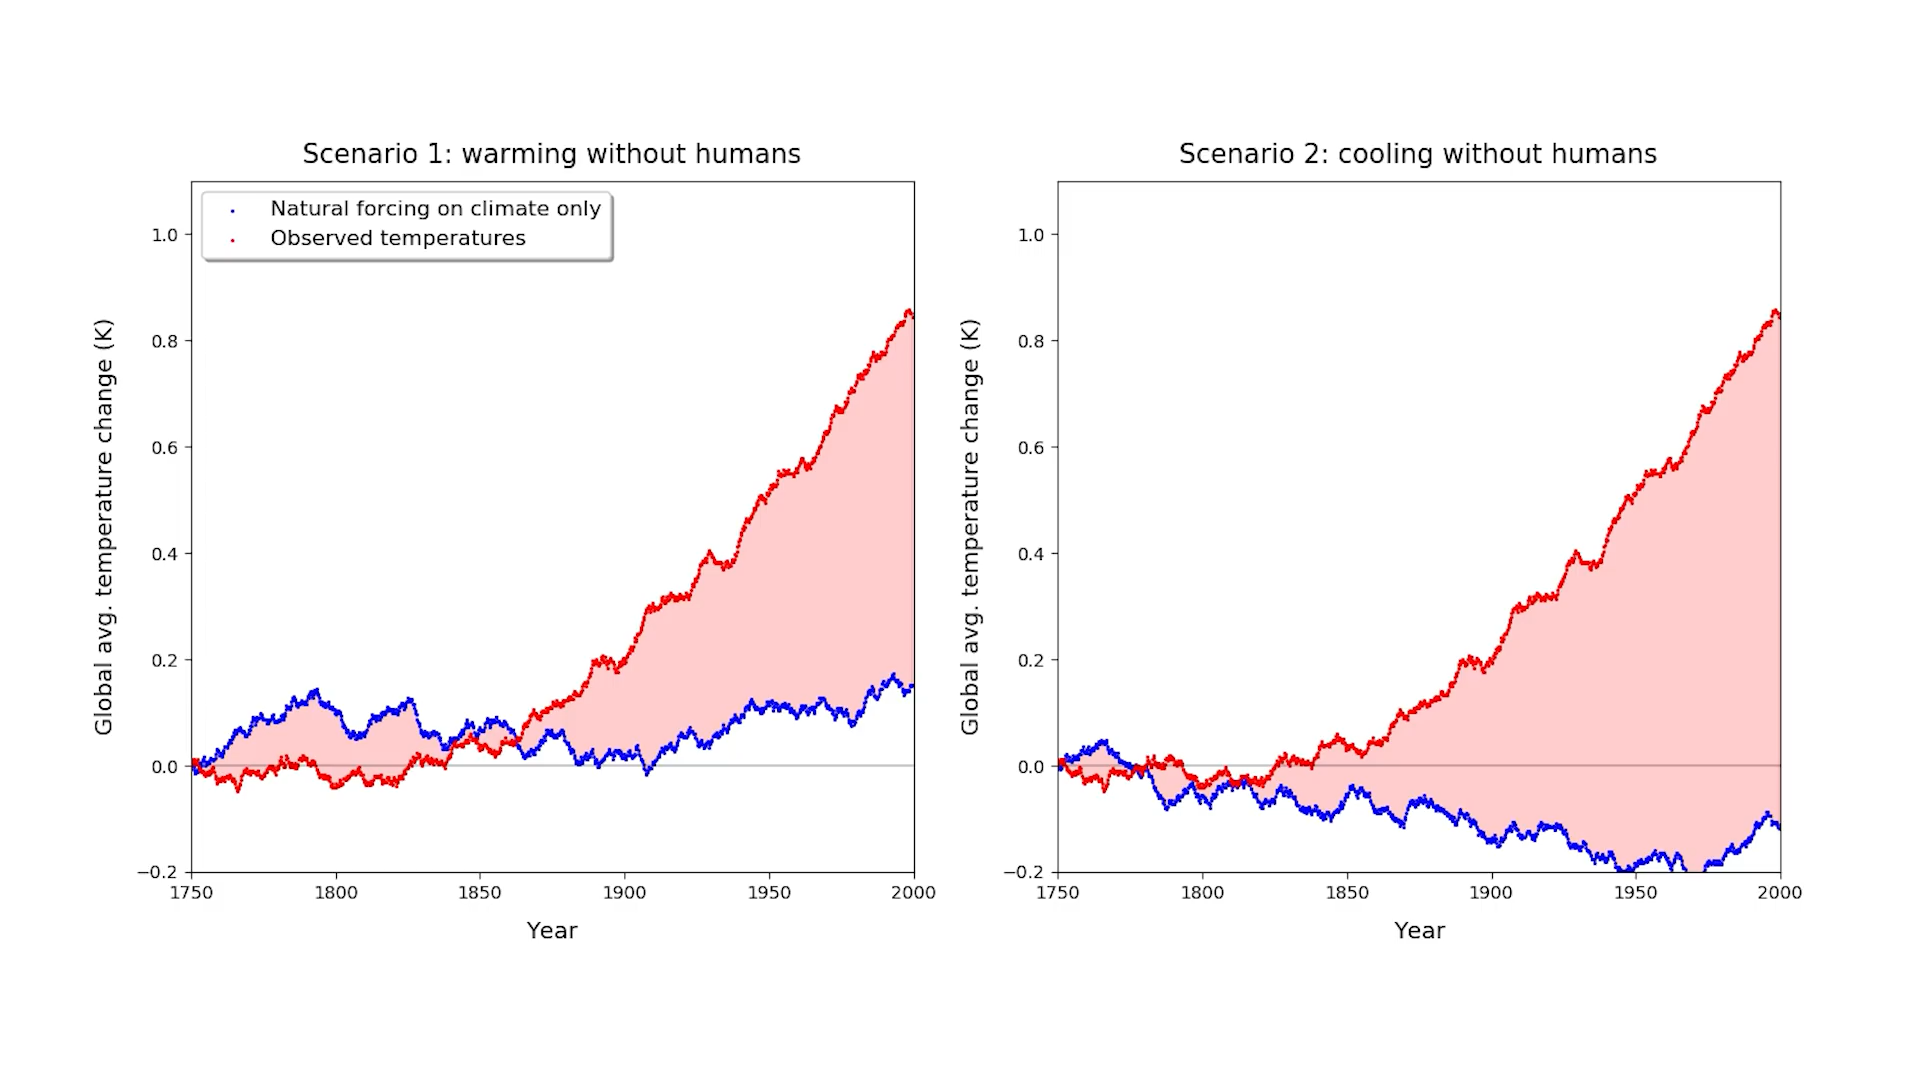 Scenario 1: warming without humans
Natural forcing on climate only
Observed temperatures
Global avg. temperature change (K)
1.0
0.8
0.6
0.4
0.2
0.0
−0.2
1750 1800 1850 1900 1950 2000
Year
Scenario 2: cooling without humans
Global avg. temperature change (K)
1.0
0.8
0.6
0.4
0.2
0.0
−0.2
1750 1800 1850 1900 1950 2000
Year